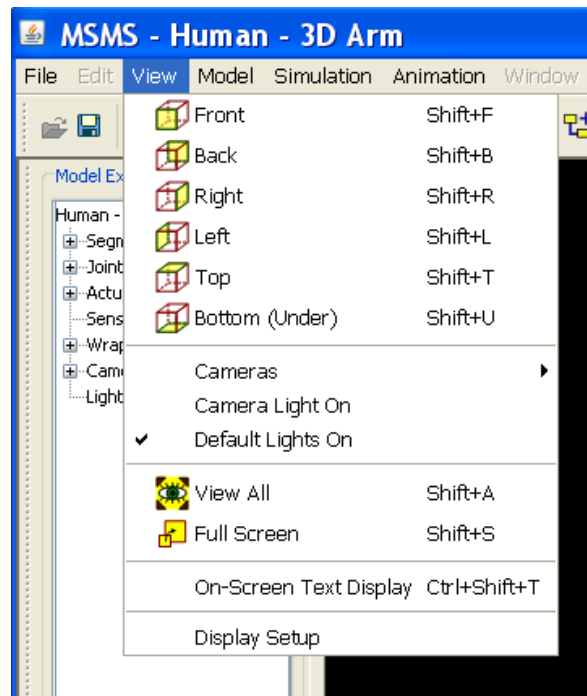 MSMS - Human - 3D Arm
File Edit View Model Simulation Animation Window
Front Shift+F
Back Shift+B
Model Ex
Right Shift+R
Human -
Left Shift+L
Segn
Joint
Top Shift+T
Actu
Sens
Bottom (Under) Shift+U
Wrap
Came
Cameras
Light
Camera Light On
Default Lights On
View All Shift+A
Full Screen Shift+S
On-Screen Text Display Ctrl+Shift+T
Display Setup